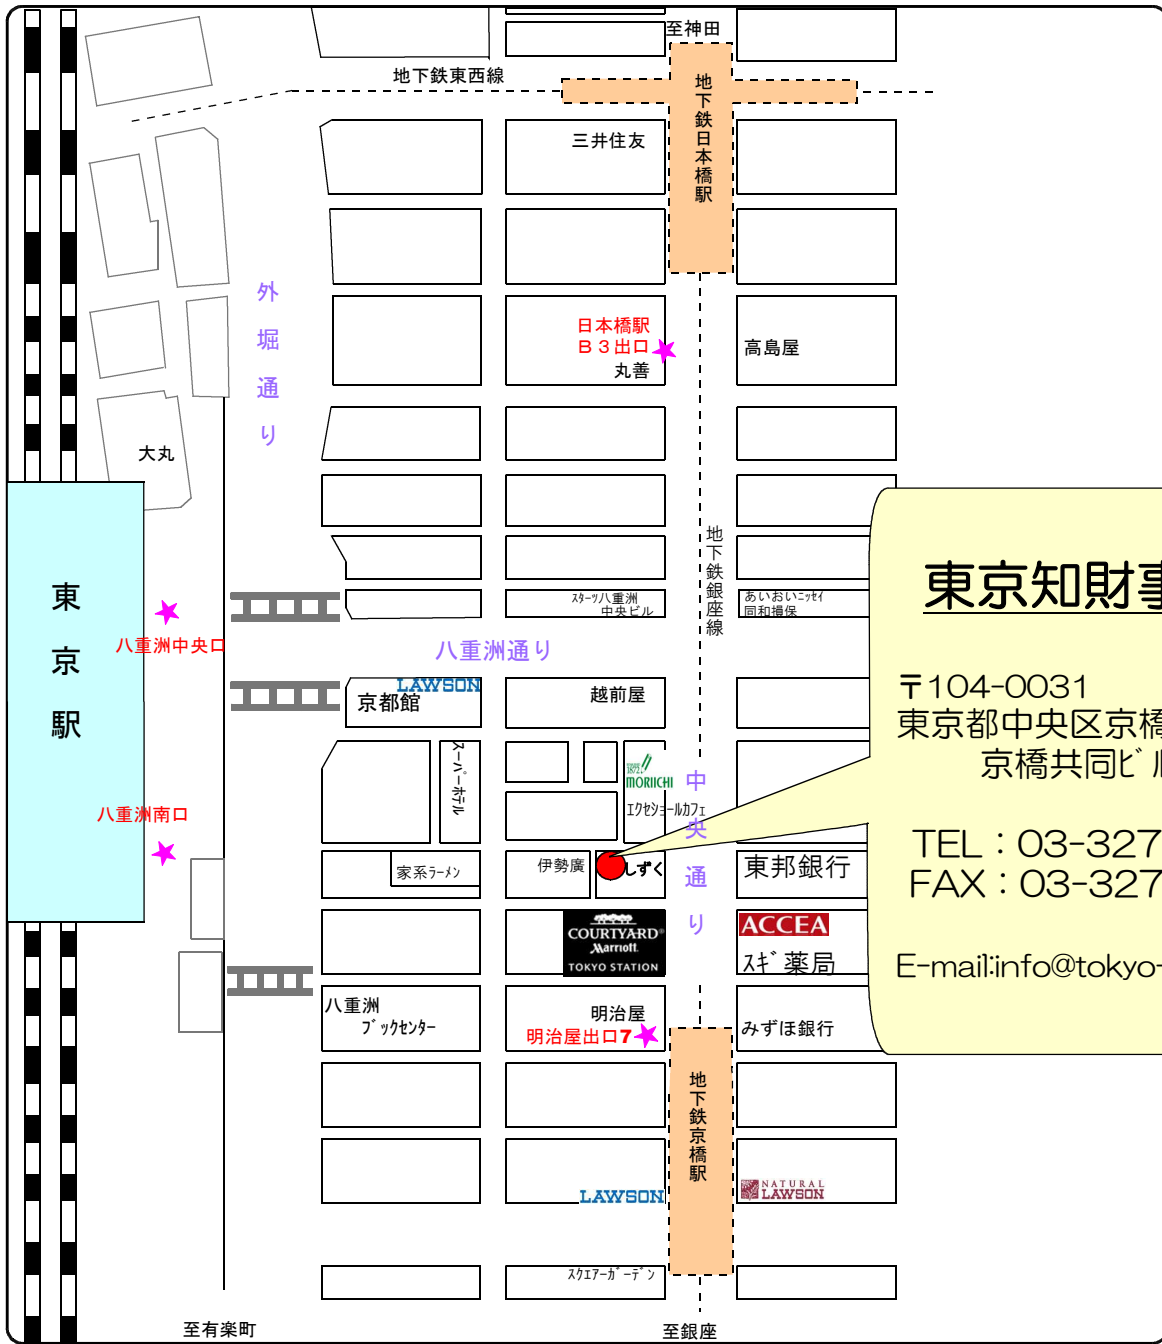 至神田
地下鉄東西線
地下鉄日本橋駅
三井住友
外堀通り
日本橋駅
B3出口
丸善
高島屋
大丸
東京駅
地下鉄銀座線
スターツ八重洲
中央ビル
あいおいニッセイ
同和損保
八重洲中央口
八重洲通り
LAWSON
京都館
越前屋
スーパーホテル
SINCE
1872
MORIICHI
エクセシオールカフェ
中央通り
八重洲南口
家系ラーメン
伊勢廣
しずく
東邦銀行
COURTYARD®
Marriott.
TOKYO STATION
ACCEA
スギ薬局
八重洲
ブックセンター
明治屋
明治屋出口7
みずほ銀行
地下鉄京橋駅
LAWSON
NATURAL
LAWSON
スクエアーガーデン
至有楽町
至銀座
東京知財事
〒104-0031
東京都中央区京橋
京橋共同ビル
TEL：03-327
FAX：03-327
E-mail:info@tokyo-